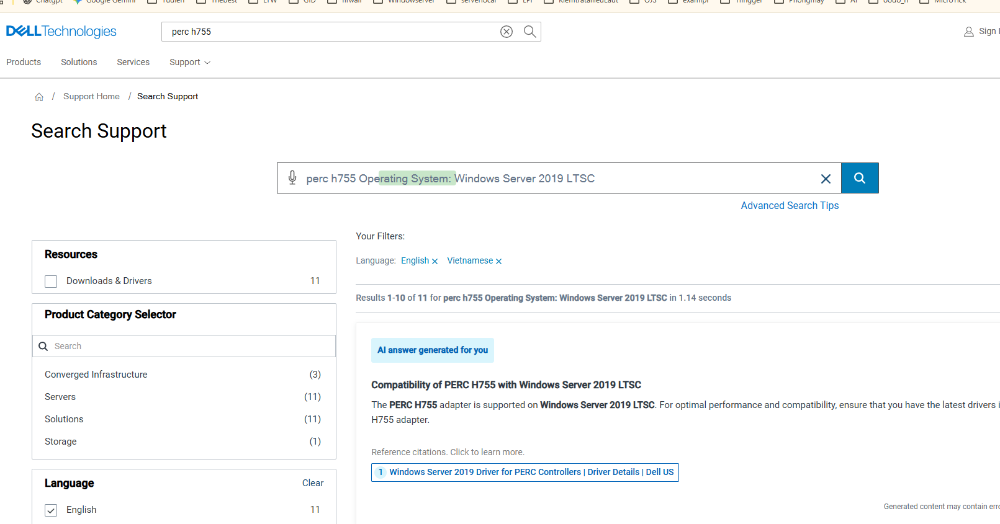 Chatgpt Google Gemini Tudien Thebest LTW GID firwall Windowserver serverlocal EPI KiemtratailieuLaut OJS examlpi Phongmay AI odoo_n MicroTick
DELLTechnologies
perc h755
Sign I
Products Solutions Services Support
/ Support Home / Search Support
Search Support
perc h755 Operating System: Windows Server 2019 LTSC
Advanced Search Tips
Your Filters:
Language: English Vietnamese
Resources
Downloads & Drivers 11
Results 1-10 of 11 for perc h755 Operating System: Windows Server 2019 LTSC in 1.14 seconds
Product Category Selector
Search
Converged Infrastructure (3)
Servers (11)
Solutions (11)
Storage (1)
AI answer generated for you
Compatibility of PERC H755 with Windows Server 2019 LTSC
The PERC H755 adapter is supported on Windows Server 2019 LTSC. For optimal performance and compatibility, ensure that you have the latest drivers i
H755 adapter.
Reference citations. Click to learn more.
1 Windows Server 2019 Driver for PERC Controllers | Driver Details | Dell US
Language Clear
English 11
Generated content may contain erro